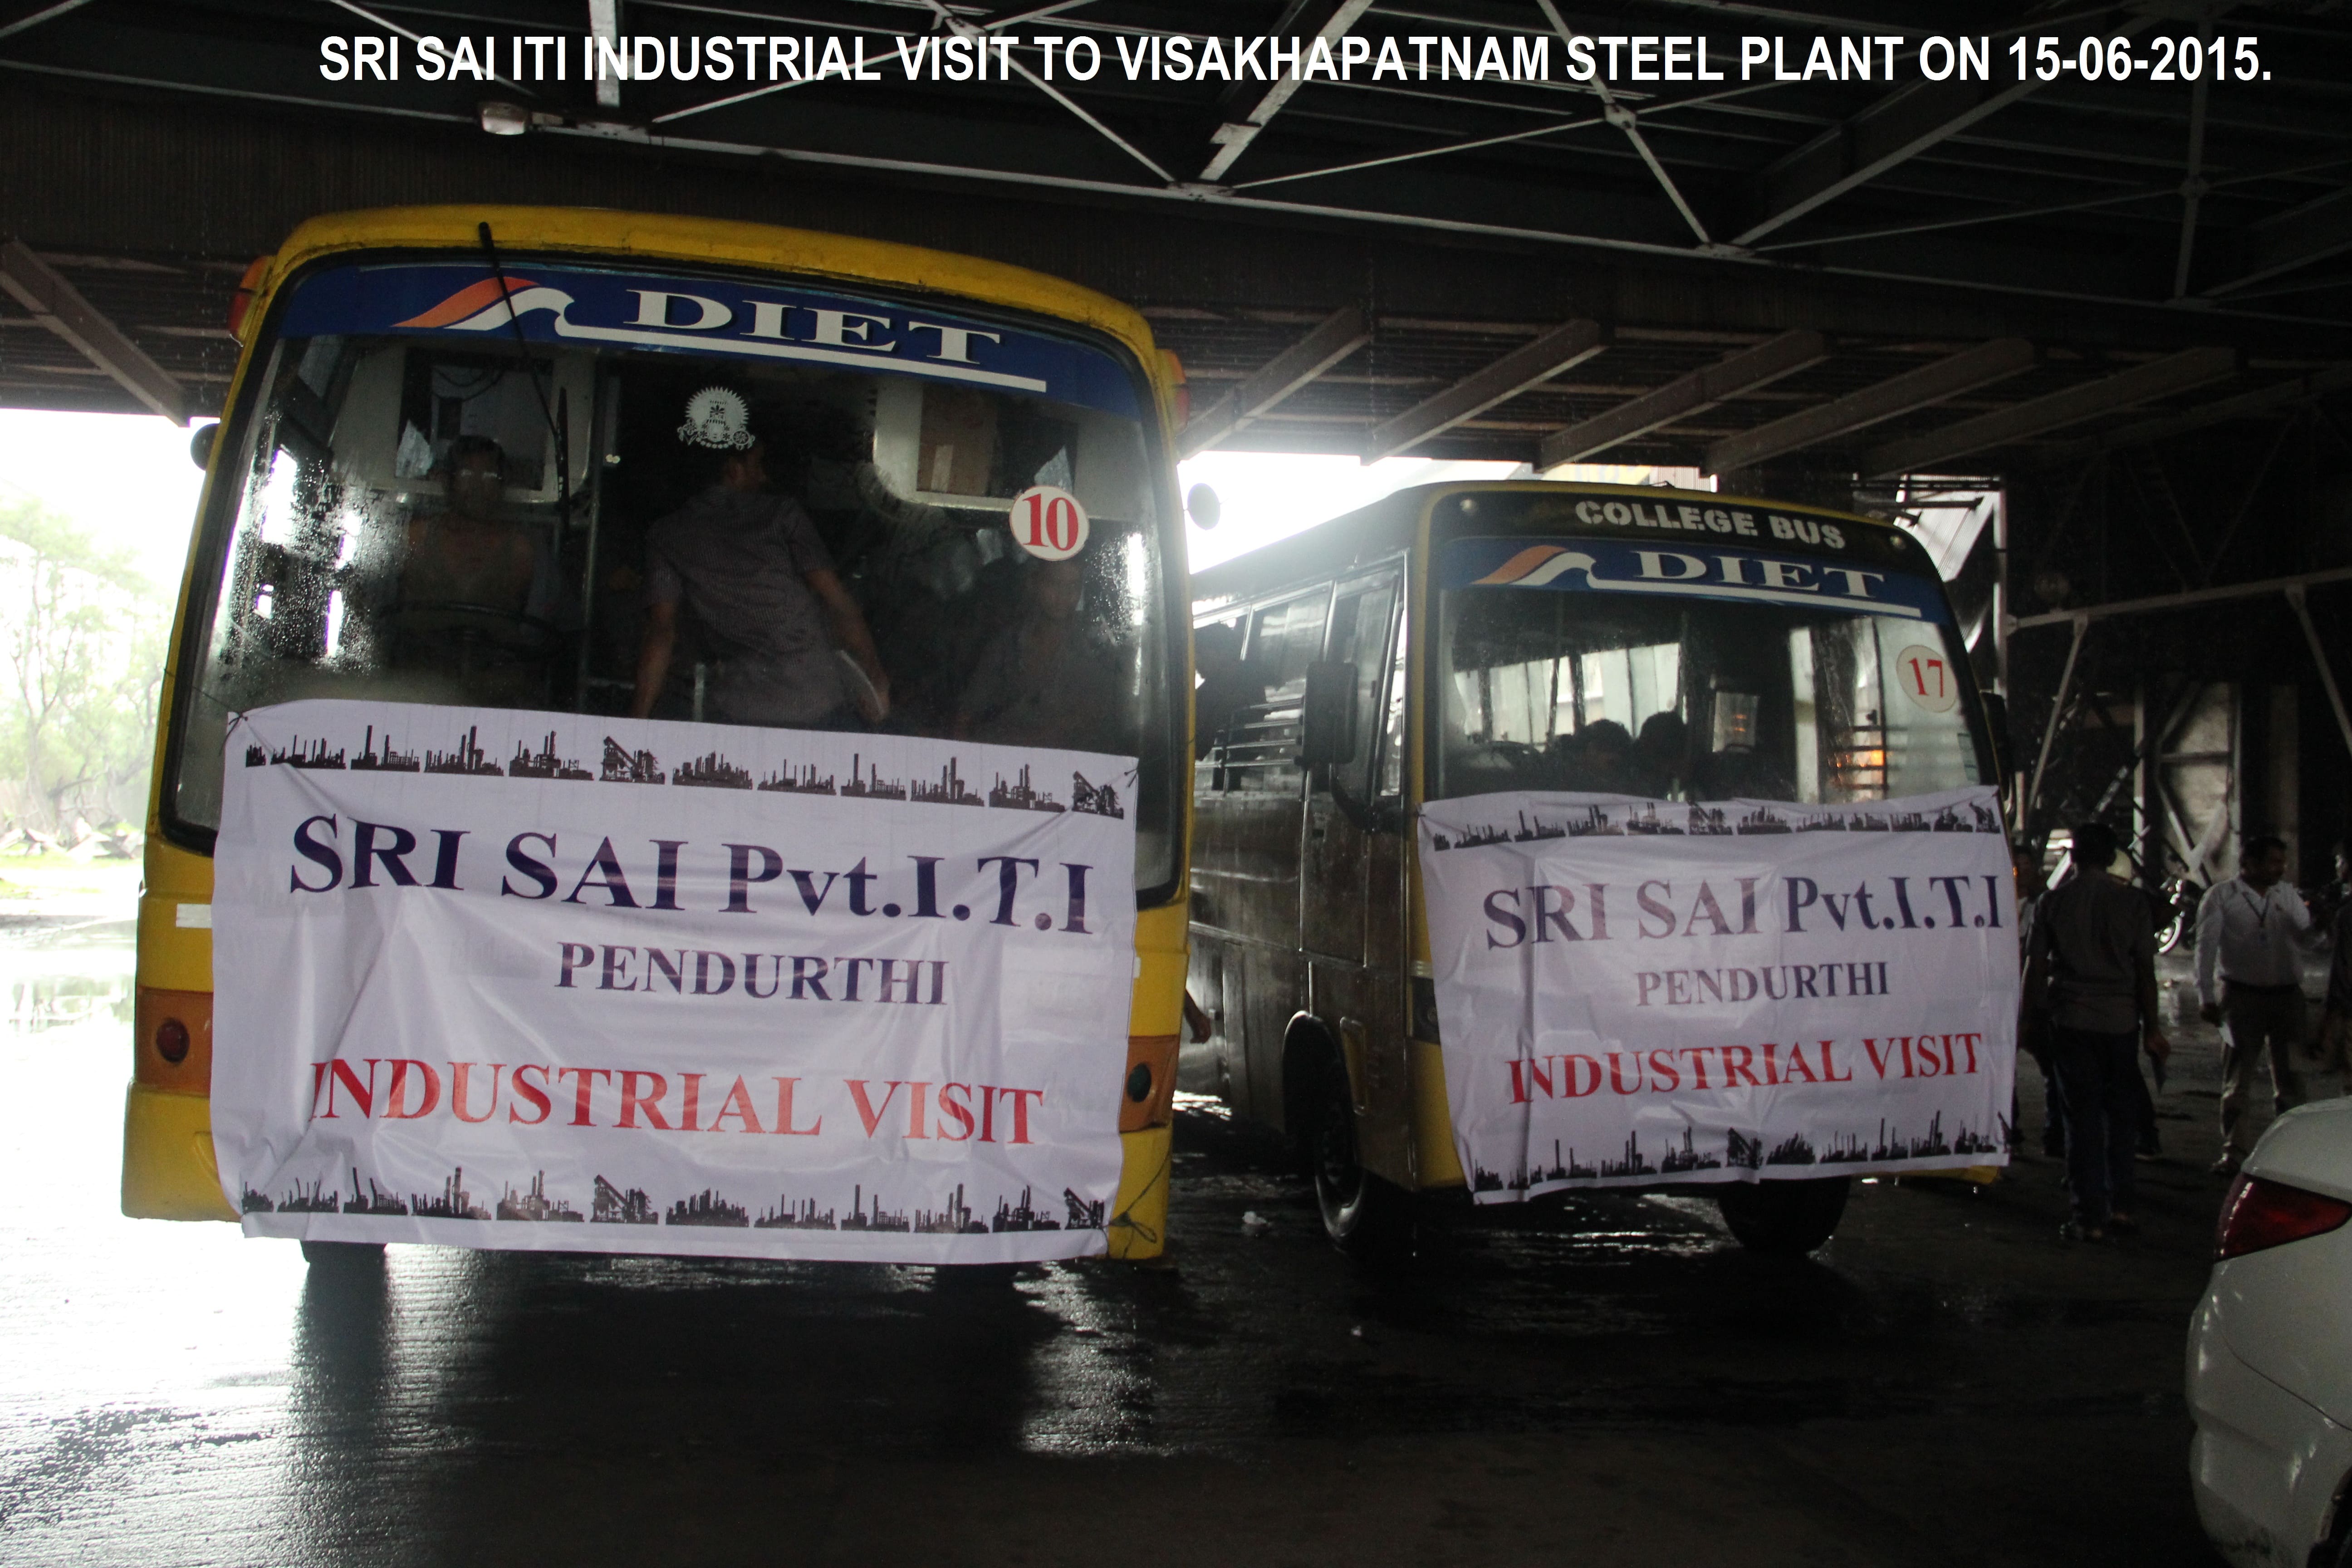 SRI SAI ITI INDUSTRIAL VISIT TO VISAKHAPATNAM STEEL PLANT ON 15-06-2015.
DIET
10
SRI SAI Pvt.I.T.I
PENDURTHI
INDUSTRIAL VISIT
COLLEGE BUS
DIET
17
SRI SAI Pvt.I.T.I
PENDURTHI
INDUSTRIAL VISIT